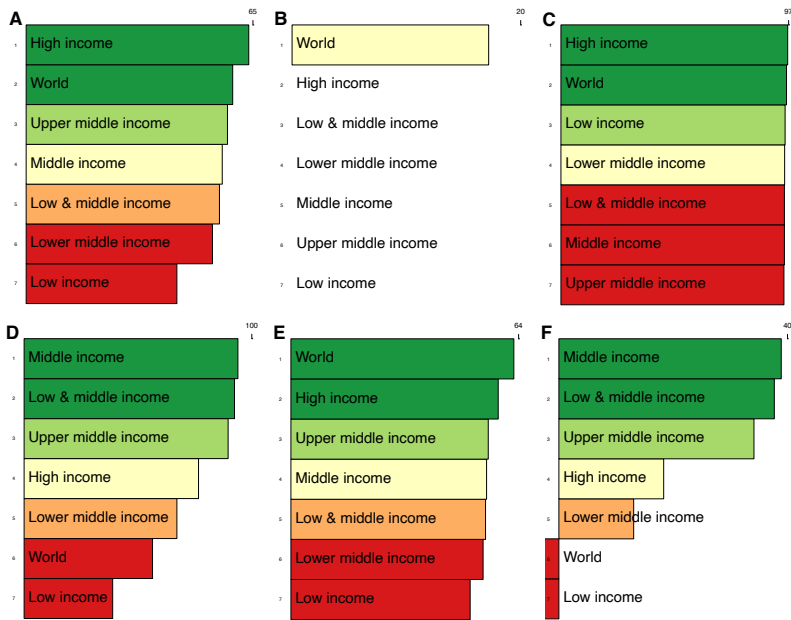 A
65
1 High income
2 World
3 Upper middle income
4 Middle income
5 Low & middle income
6 Lower middle income
7 Low income
B
20
1 World
2 High income
3 Low & middle income
4 Lower middle income
5 Middle income
6 Upper middle income
7 Low income
C
97
1 High income
2 World
3 Low income
4 Lower middle income
5 Low & middle income
6 Middle income
7 Upper middle income
D
100
1 Middle income
2 Low & middle income
3 Upper middle income
4 High income
5 Lower middle income
6 World
7 Low income
E
64
1 World
2 High income
3 Upper middle income
4 Middle income
5 Low & middle income
6 Lower middle income
7 Low income
F
40
1 Middle income
2 Low & middle income
3 Upper middle income
4 High income
5 Lower middle income
6 World
7 Low income